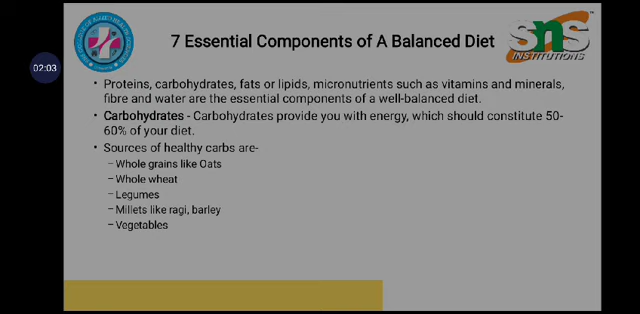 7 Essential Components of A Balanced Diet
SNS
INSTITUTIONS
02:03
• Proteins, carbohydrates, fats or lipids, micronutrients such as vitamins and minerals,
fibre and water are the essential components of a well-balanced diet.
• Carbohydrates - Carbohydrates provide you with energy, which should constitute 50-
60% of your diet.
• Sources of healthy carbs are-
– Whole grains like Oats
– Whole wheat
– Legumes
– Millets like ragi, barley
– Vegetables